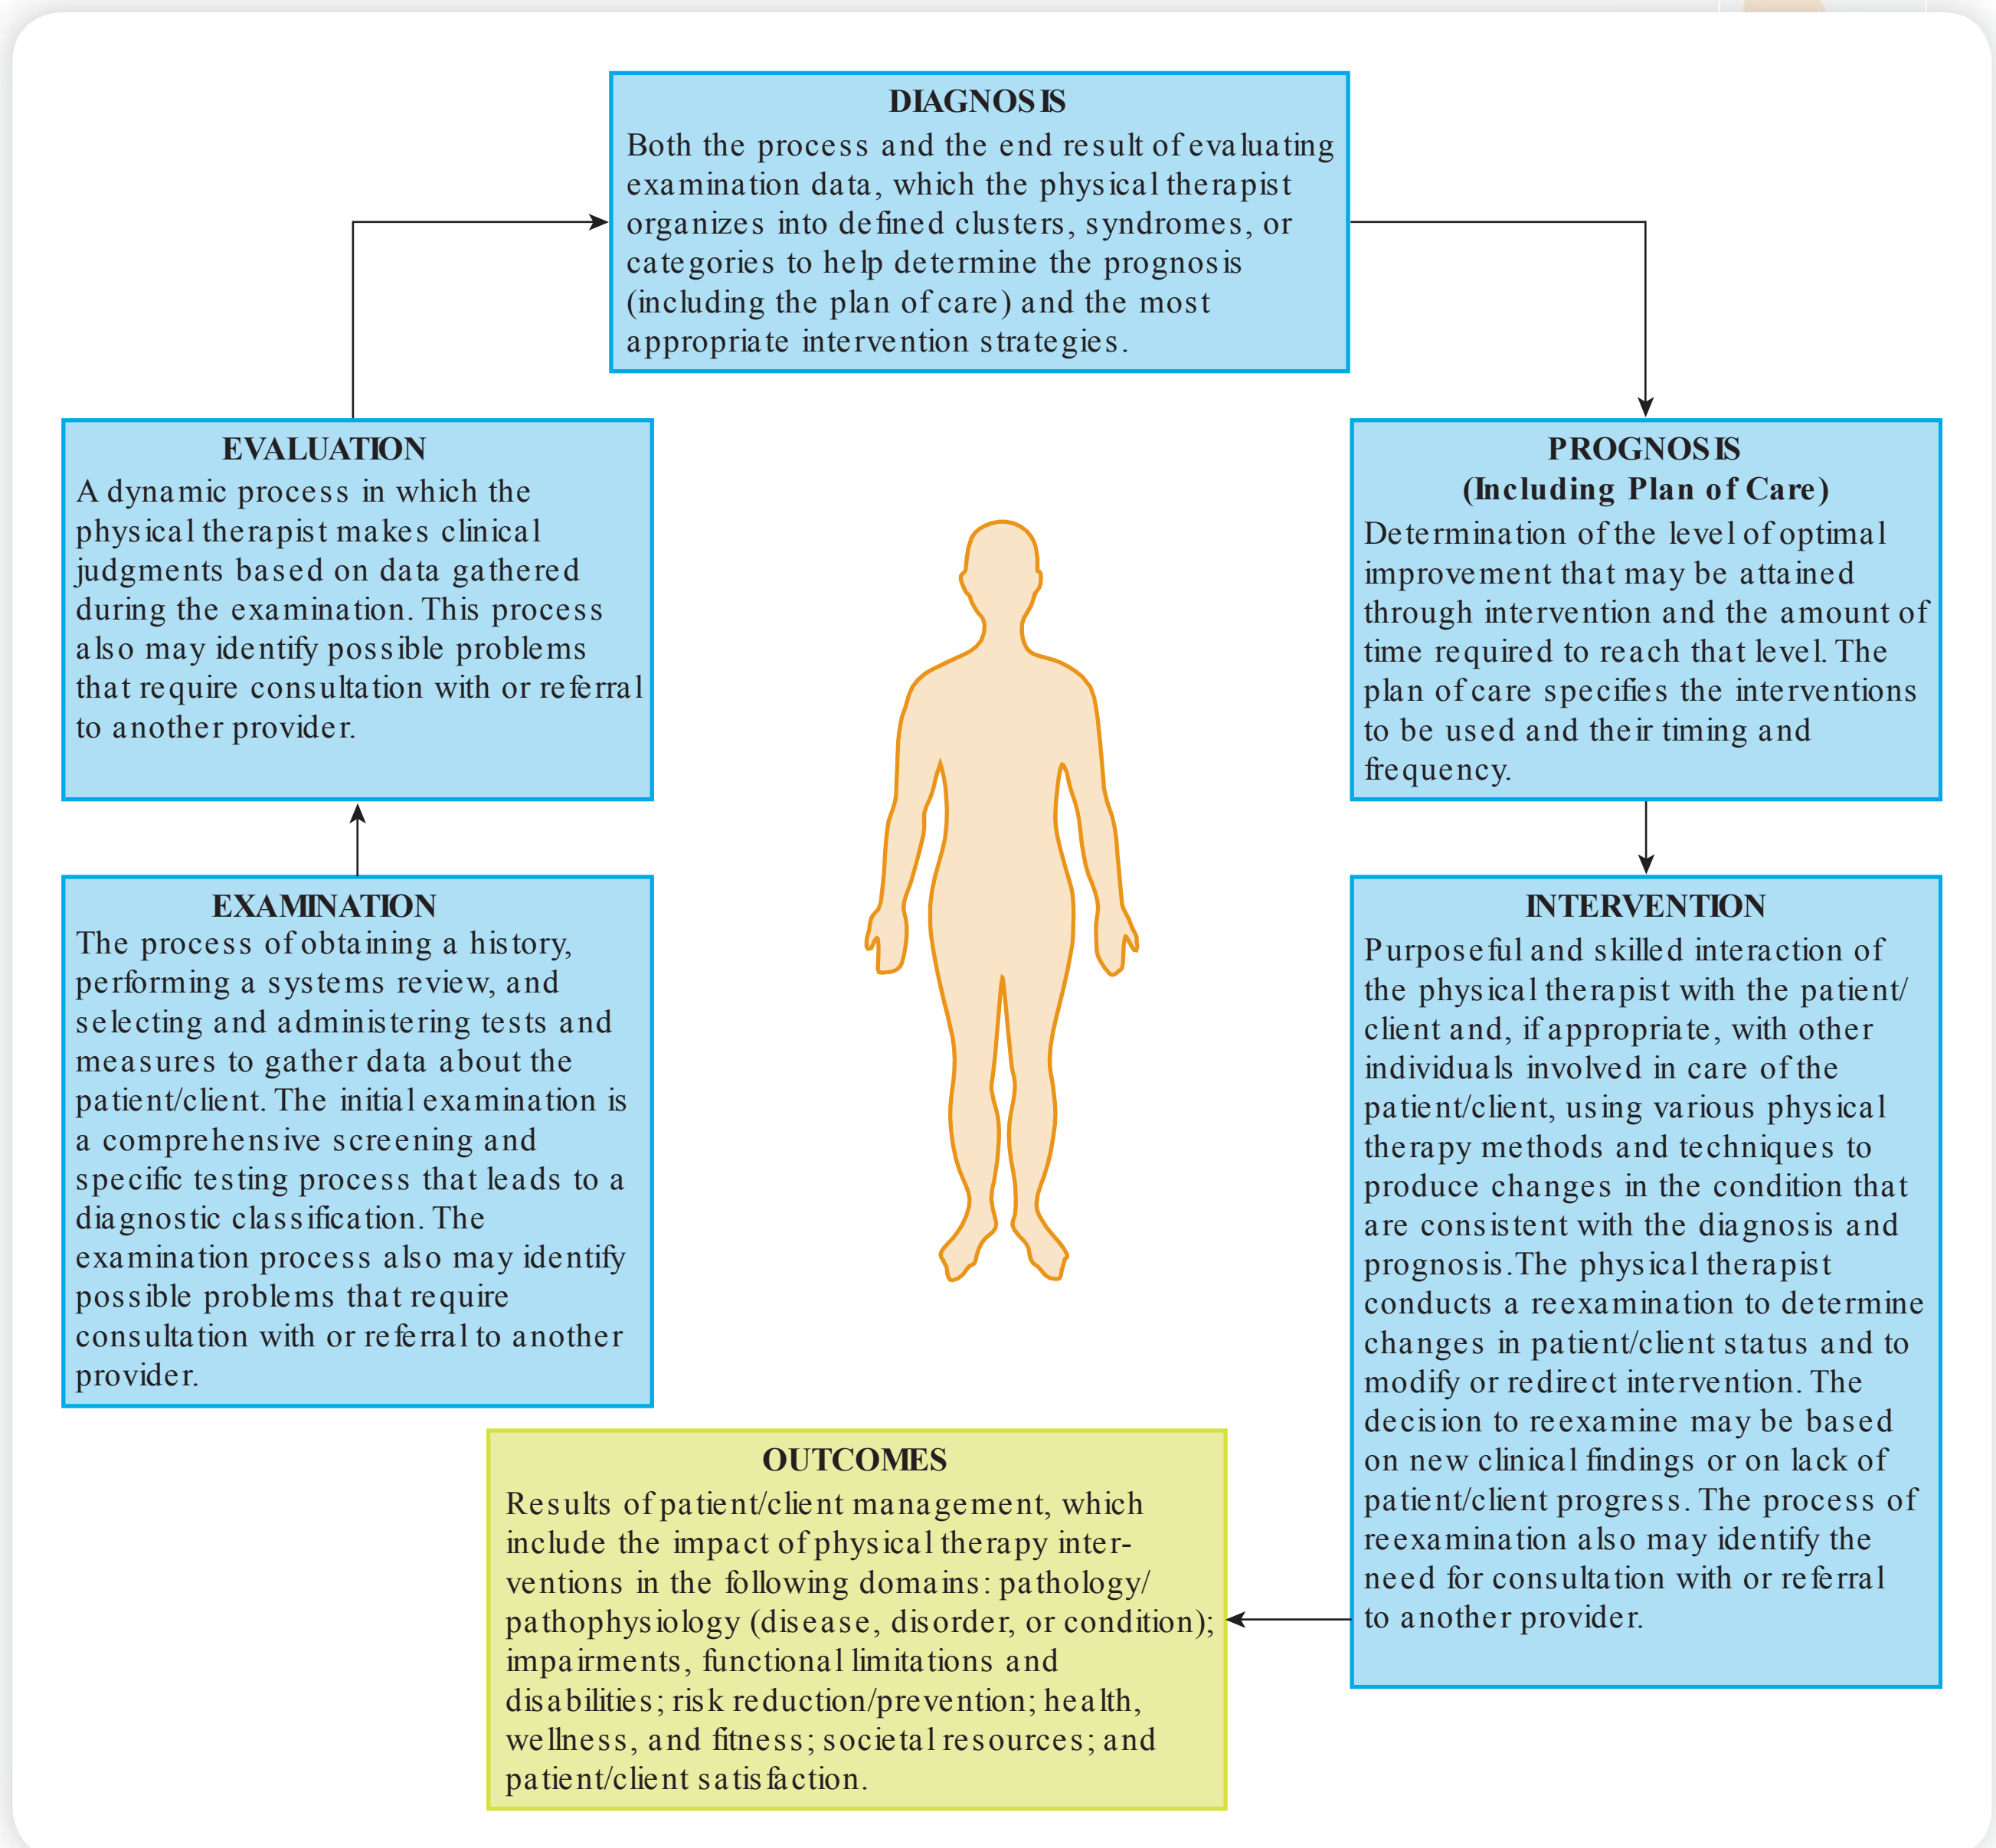 DIAGNOSIS
Both the process and the end result of evaluating
examination data, which the physical therapist
organizes into defined clusters, syndromes, or
categories to help determine the prognosis
(including the plan of care) and the most
appropriate intervention strategies.
EVALUATION
A dynamic process in which the
physical therapist makes clinical
judgments based on data gathered
during the examination. This process
also may identify possible problems
that require consultation with or referral
to another provider.
PROGNOSIS
(Including Plan of Care)
Determination of the level of optimal
improvement that may be attained
through intervention and the amount of
time required to reach that level. The
plan of care specifies the interventions
to be used and their timing and
frequency.
EXAMINATION
The process of obtaining a history,
performing a systems review, and
selecting and administering tests and
measures to gather data about the
patient/client. The initial examination is
a comprehensive screening and
specific testing process that leads to a
diagnostic classification. The
examination process also may identify
possible problems that require
consultation with or referral to another
provider.
INTERVENTION
Purposeful and skilled interaction of
the physical therapist with the patient/
client and, if appropriate, with other
individuals involved in care of the
patient/client, using various physical
therapy methods and techniques to
produce changes in the condition that
are consistent with the diagnosis and
prognosis.The physical therapist
conducts a reexamination to determine
changes in patient/client status and to
modify or redirect intervention. The
decision to reexamine may be based
on new clinical findings or on lack of
patient/client progress. The process of
reexamination also may identify the
need for consultation with or referral
to another provider.
OUTCOMES
Results of patient/client management, which
include the impact of physical therapy inter-
ventions in the following domains: pathology/
pathophysiology (disease, disorder, or condition);
impairments, functional limitations and
disabilities; risk reduction/prevention; health,
wellness, and fitness; societal resources; and
patient/client satisfaction.